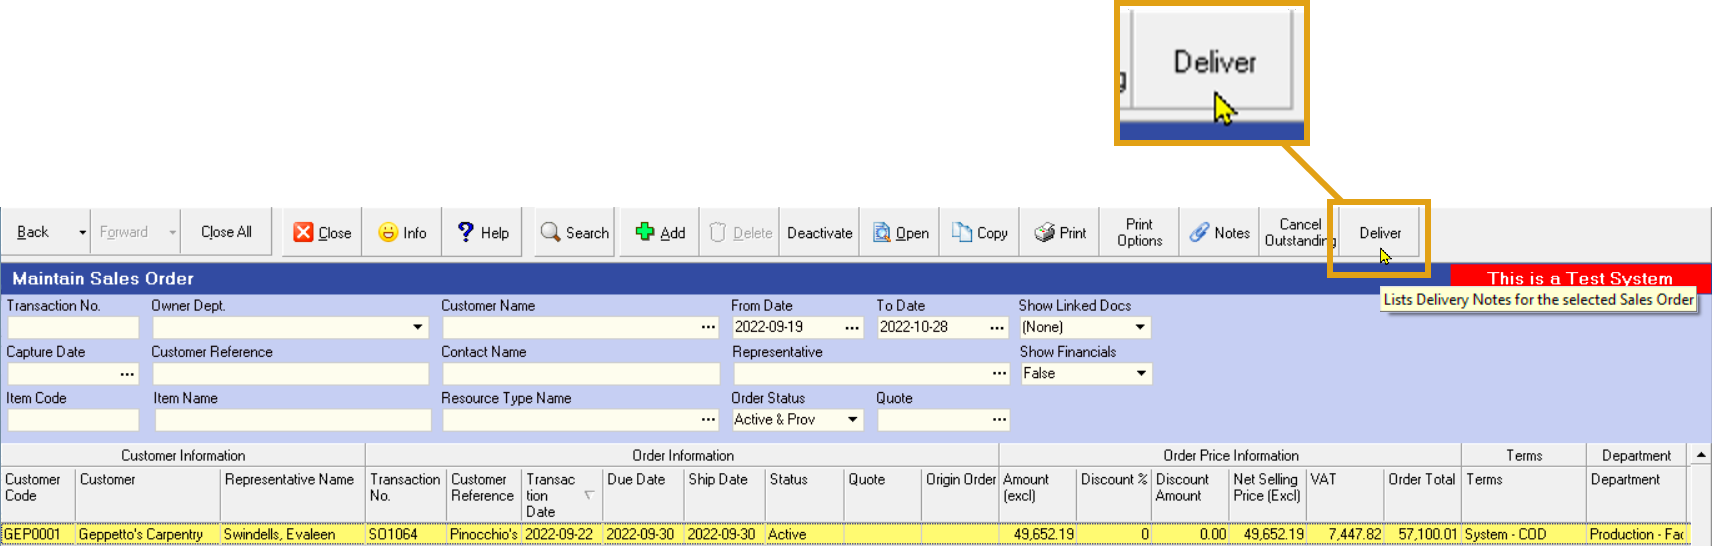 Deliver
Back Forward Close All Close Info Help Search Add Delete Deactivate Open Copy Print Print Options Notes Cancel Outstanding Deliver
Maintain Sales Order This is a Test System
Lists Delivery Notes for the selected Sales Order
Transaction No. Owner Dept. Customer Name From Date To Date Show Linked Docs
2022-09-19 2022-10-28 (None)
Capture Date Customer Reference Contact Name Representative Show Financials
False
Item Code Item Name Resource Type Name Order Status Quote
Active & Prov
Customer Information Order Information Order Price Information Terms Department
Customer Code Customer Representative Name Transaction No. Customer Reference Transac tion Date Due Date Ship Date Status Quote Origin Order Amount (excl) Discount % Discount Amount Net Selling Price (Excl) VAT Order Total Terms Department
GEP0001 Geppetto's Carpentry Swindells, Evaleen SO1064 Pinocchio's 2022-09-22 2022-09-30 2022-09-30 Active 49,652.19 0 0.00 49,652.19 7,447.82 57,100.01 System - COD Production - Fac